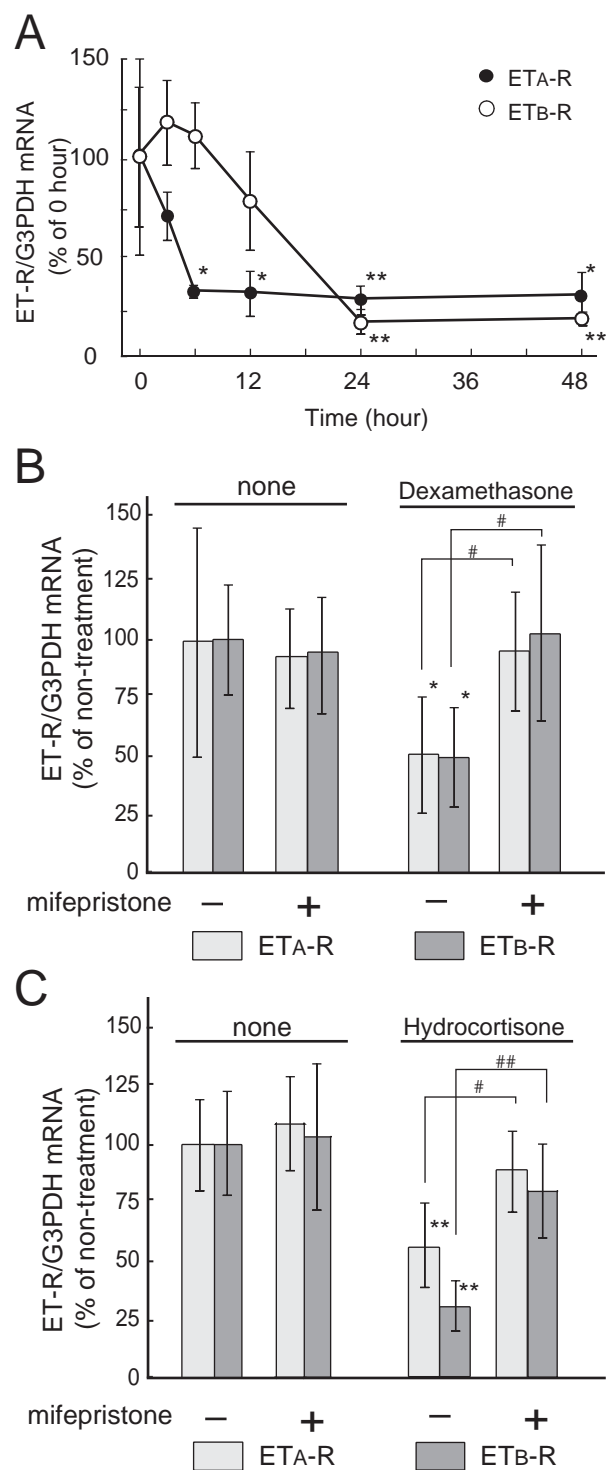 A
ET-R/G3PDH mRNA
(% of 0 hour)
150
100
50
0
ETA-R
ETB-R
*
*
**
*
**
**
0
12
24
36
48
Time (hour)
B
none
Dexamethasone
ET-R/G3PDH mRNA
(% of non-treatment)
150
125
100
75
50
25
0
#
#
*
*
mifepristone
−
+
−
+
ETA-R
ETB-R
C
none
Hydrocortisone
ET-R/G3PDH mRNA
(% of non-treatment)
150
125
100
75
50
25
0
##
#
**
**
mifepristone
−
+
−
+
ETA-R
ETB-R